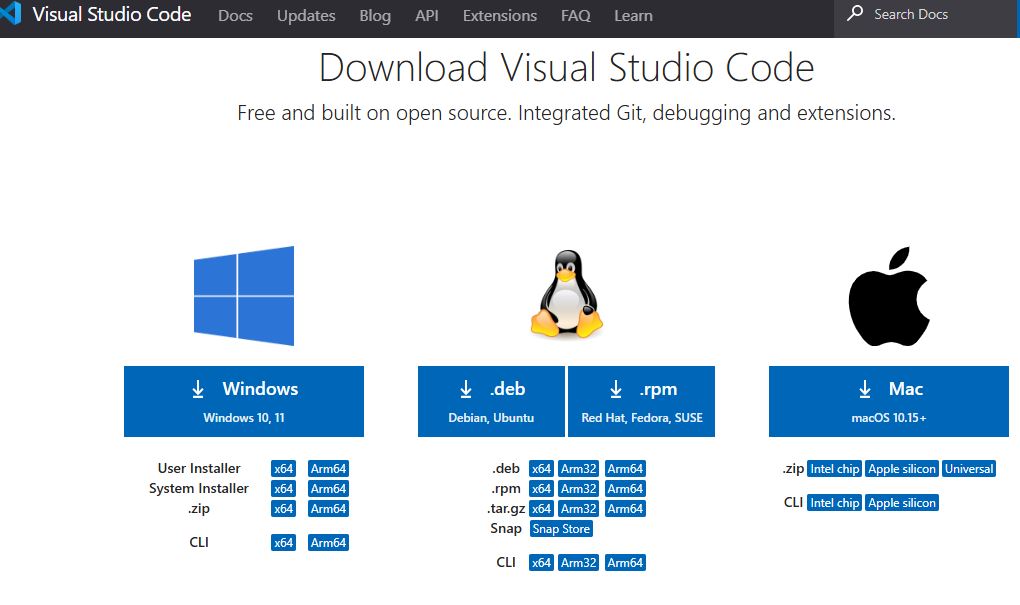 Visual Studio Code Docs Updates Blog API Extensions FAQ Learn Search Docs
Download Visual Studio Code
Free and built on open source. Integrated Git, debugging and extensions.
Windows
Windows 10, 11
User Installer x64 Arm64
System Installer x64 Arm64
.zip x64 Arm64
CLI x64 Arm64
.deb
Debian, Ubuntu
.rpm
Red Hat, Fedora, SUSE
.deb x64 Arm32 Arm64
.rpm x64 Arm32 Arm64
.tar.gz x64 Arm32 Arm64
Snap Snap Store
CLI x64 Arm32 Arm64
Mac
macOS 10.15+
.zip Intel chip Apple silicon Universal
CLI Intel chip Apple silicon